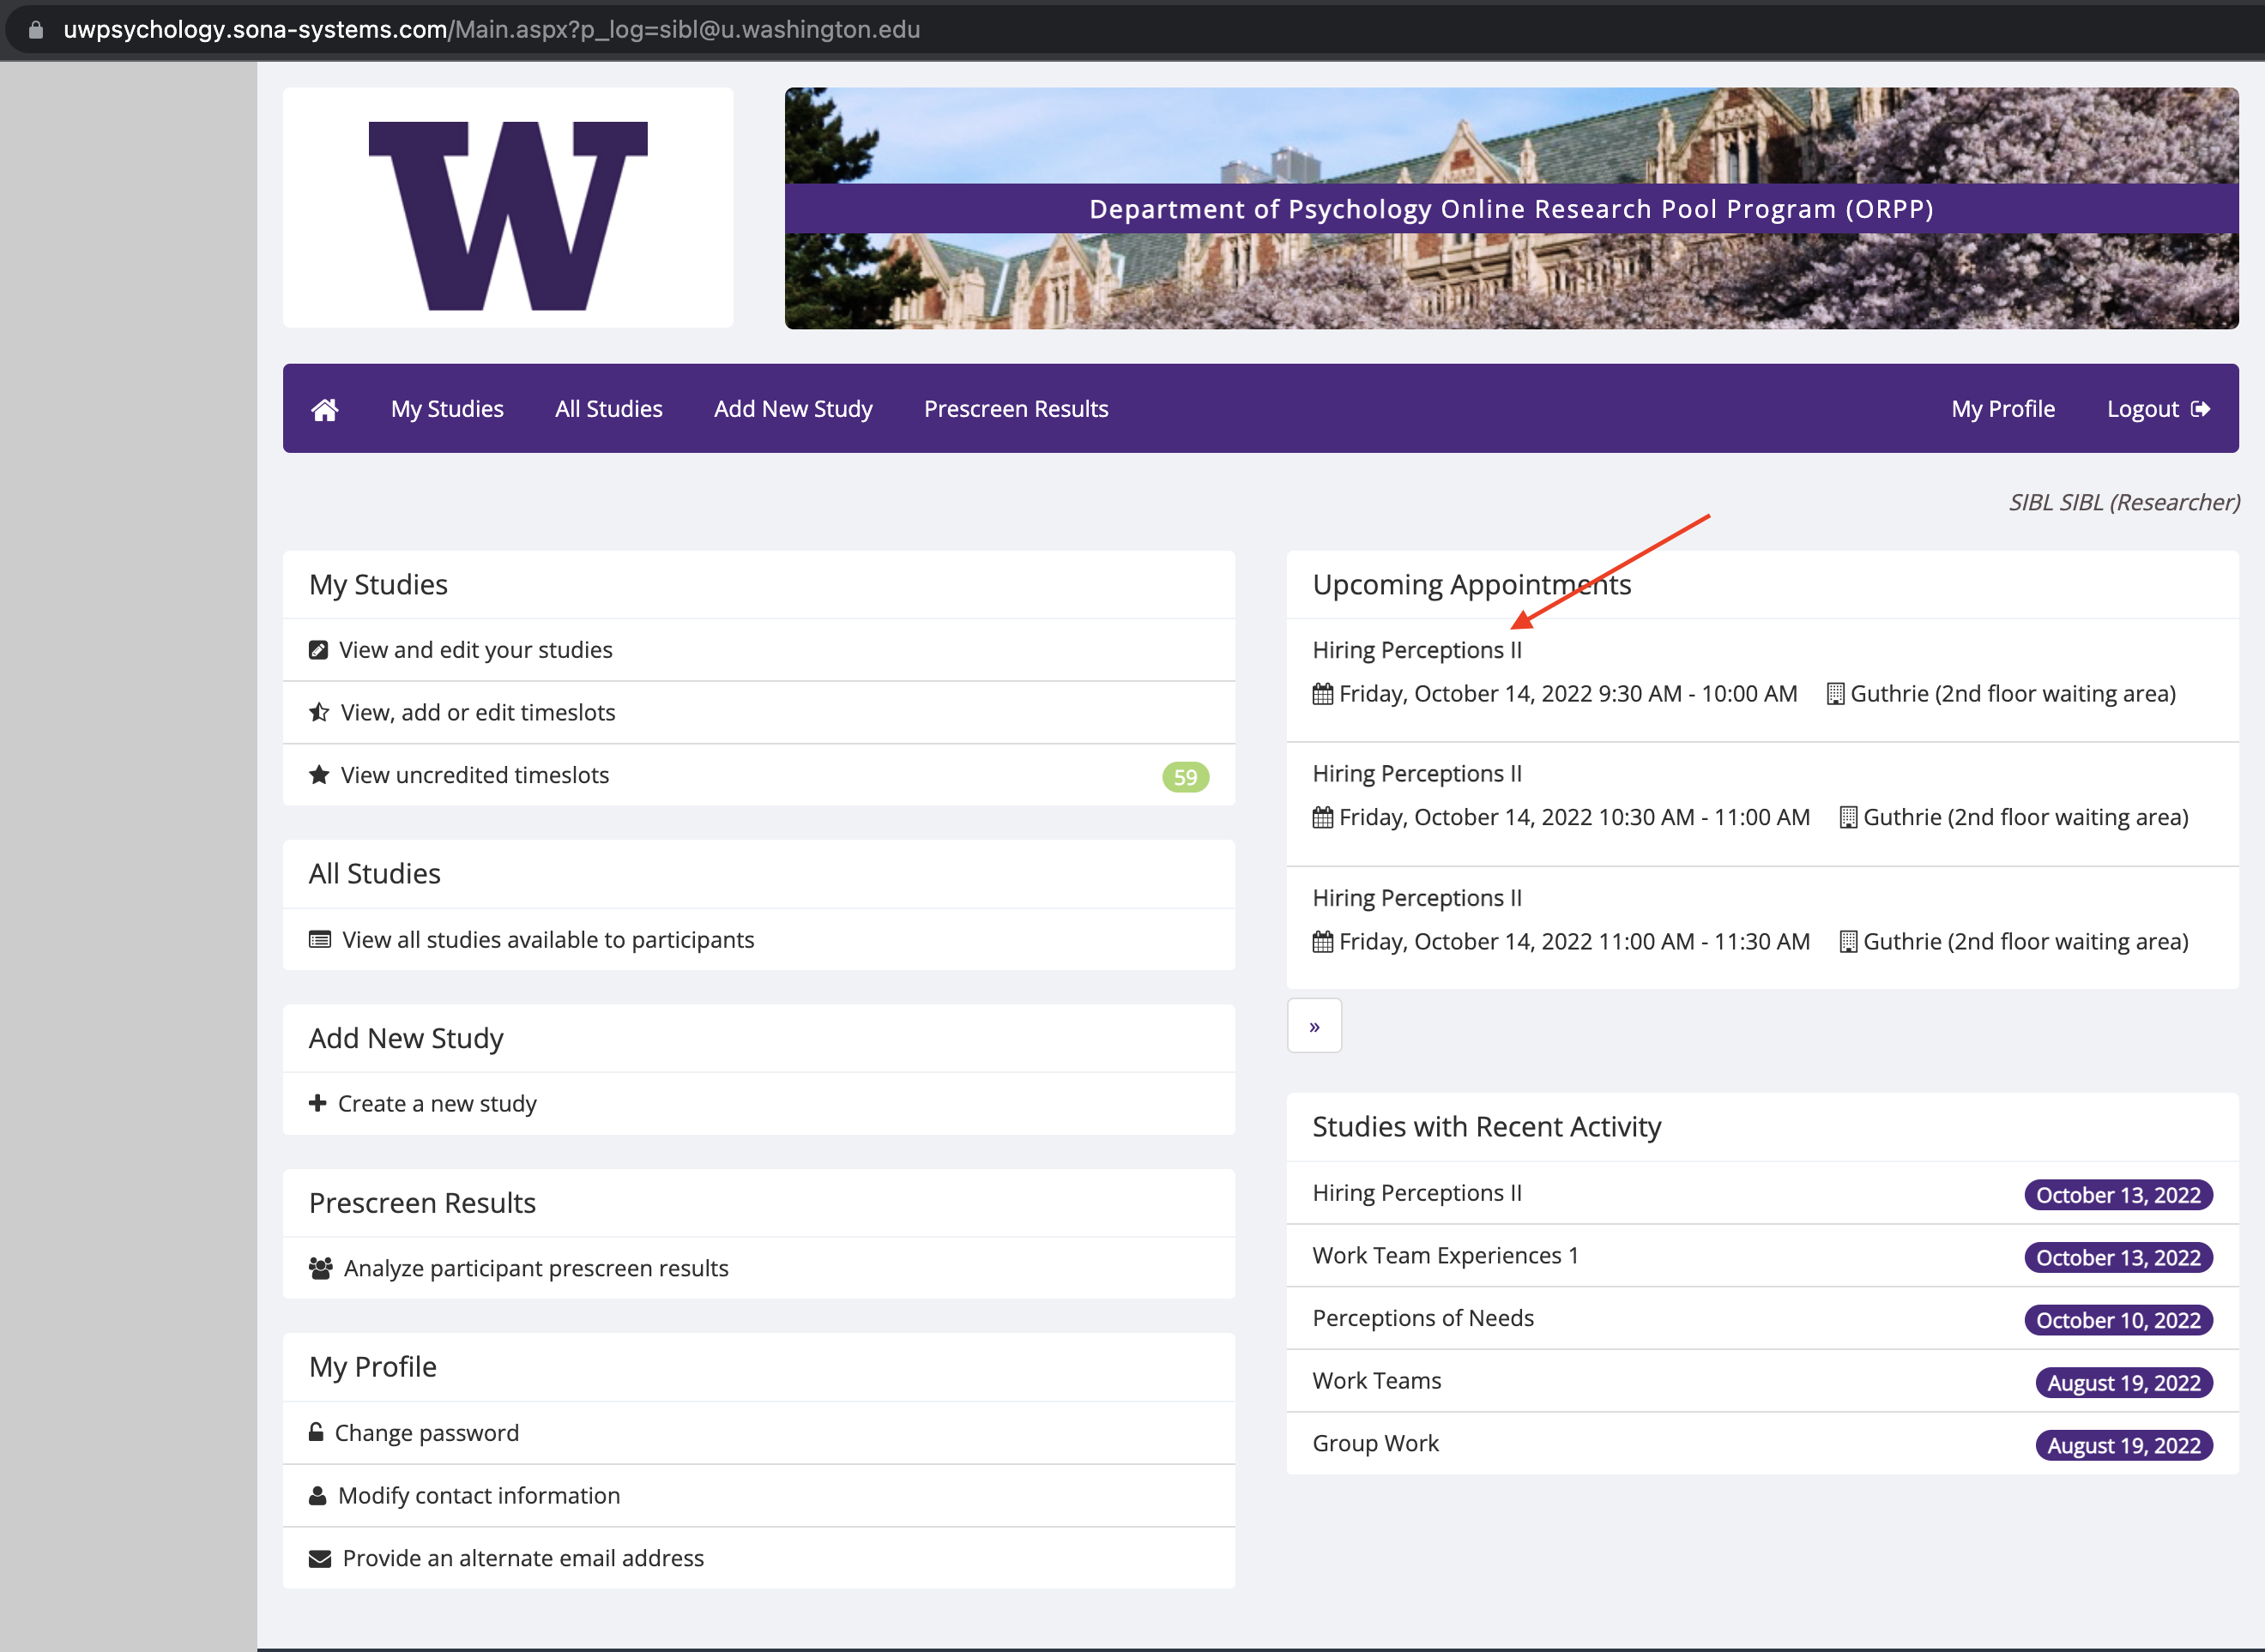 uwpsychology.sona-systems.com/Main.aspx?p_log=sibl@u.washington.edu
W
Department of Psychology Online Research Pool Program (ORPP)
My Studies
All Studies
Add New Study
Prescreen Results
My Profile
Logout
SIBL SIBL (Researcher)
My Studies
View and edit your studies
View, add or edit timeslots
View uncredited timeslots 59
All Studies
View all studies available to participants
Add New Study
Create a new study
Prescreen Results
Analyze participant prescreen results
My Profile
Change password
Modify contact information
Provide an alternate email address
Upcoming Appointments
Hiring Perceptions II
Friday, October 14, 2022 9:30 AM - 10:00 AM Guthrie (2nd floor waiting area)
Hiring Perceptions II
Friday, October 14, 2022 10:30 AM - 11:00 AM Guthrie (2nd floor waiting area)
Hiring Perceptions II
Friday, October 14, 2022 11:00 AM - 11:30 AM Guthrie (2nd floor waiting area)
»
Studies with Recent Activity
Hiring Perceptions II October 13, 2022
Work Team Experiences 1 October 13, 2022
Perceptions of Needs October 10, 2022
Work Teams August 19, 2022
Group Work August 19, 2022